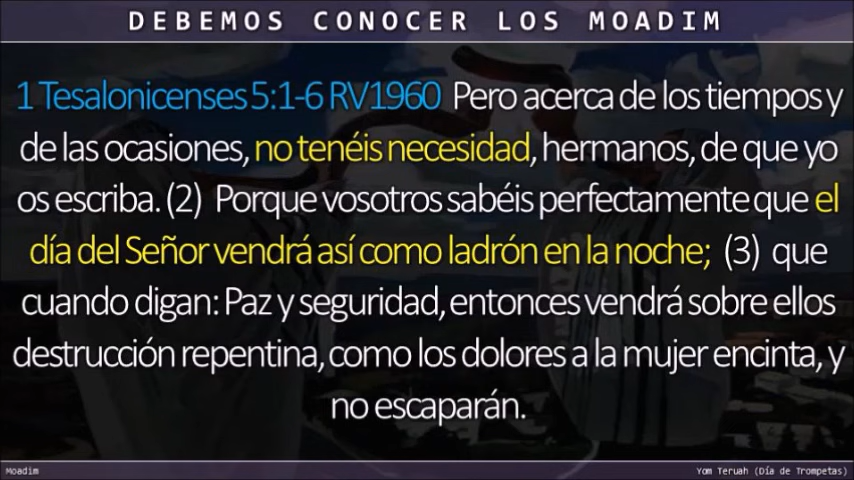 DEBEMOS CONOCER LOS MOADIM
1 Tesalonicenses 5:1-6 RV1960 Pero acerca de los tiempos y
de las ocasiones, no tenéis necesidad, hermanos, de que yo
os escriba. (2) Porque vosotros sabéis perfectamente que el
día del Señor vendrá así como ladrón en la noche; (3) que
cuando digan: Paz y seguridad, entonces vendrá sobre ellos
destrucción repentina, como los dolores a la mujer encinta, y
no escaparán.
Moadim
Yom Teruah (Día de Trompetas)